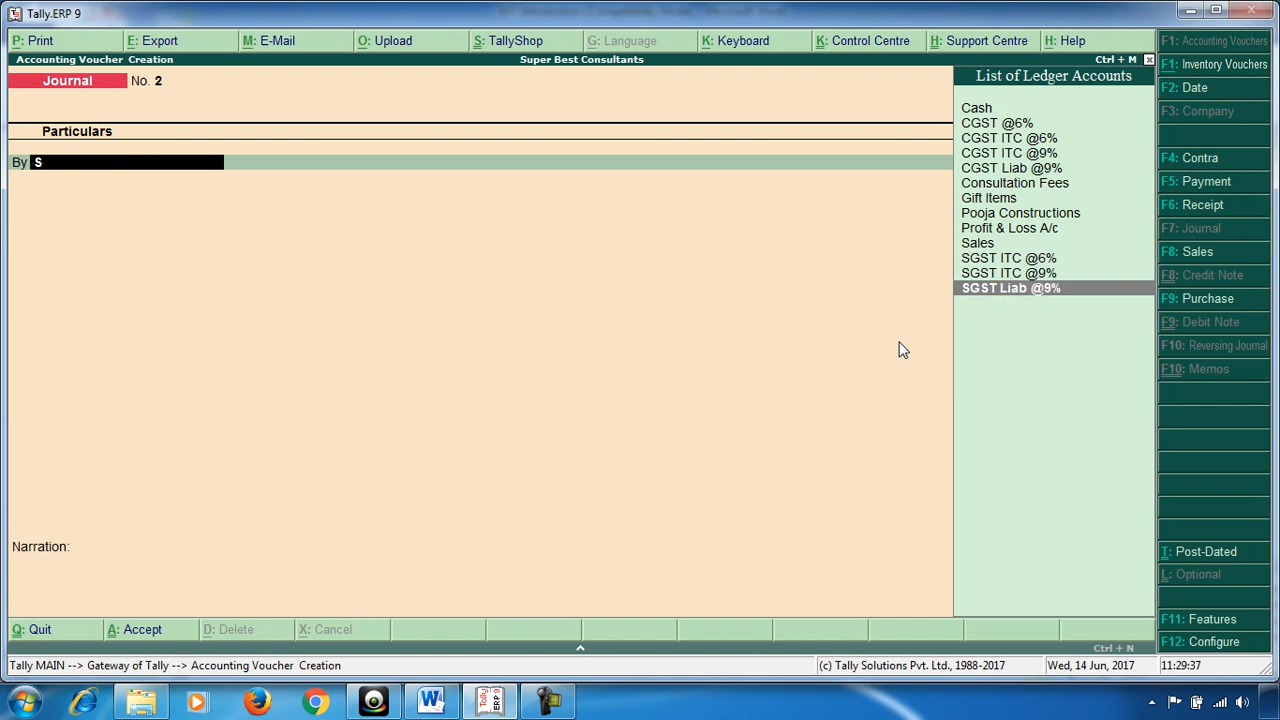 Tally.ERP 9
P: Print
E: Export
M: E-Mail
O: Upload
S: TallyShop
G: Language
K: Keyboard
K: Control Centre
H: Support Centre
H: Help
Accounting Voucher Creation
Super Best Consultants
Ctrl + M
Journal No. 2
Particulars
By S
Narration:
List of Ledger Accounts
Cash
CGST @6%
CGST ITC @6%
CGST ITC @9%
CGST Liab @9%
Consultation Fees
Gift Items
Pooja Constructions
Profit & Loss A/c
Sales
SGST ITC @6%
SGST ITC @9%
SGST Liab @9%
F1: Accounting Vouchers
F1: Inventory Vouchers
F2: Date
F3: Company
F4: Contra
F5: Payment
F6: Receipt
F7: Journal
F8: Sales
F8: Credit Note
F9: Purchase
F9: Debit Note
F10: Reversing Journal
F10: Memos
T: Post-Dated
L: Optional
F11: Features
F12: Configure
Q: Quit
A: Accept
D: Delete
X: Cancel
Ctrl + N
Tally MAIN --> Gateway of Tally --> Accounting Voucher Creation
(c) Tally Solutions Pvt. Ltd., 1988-2017
Wed, 14 Jun, 2017
11:29:37
Tally
ERP 9